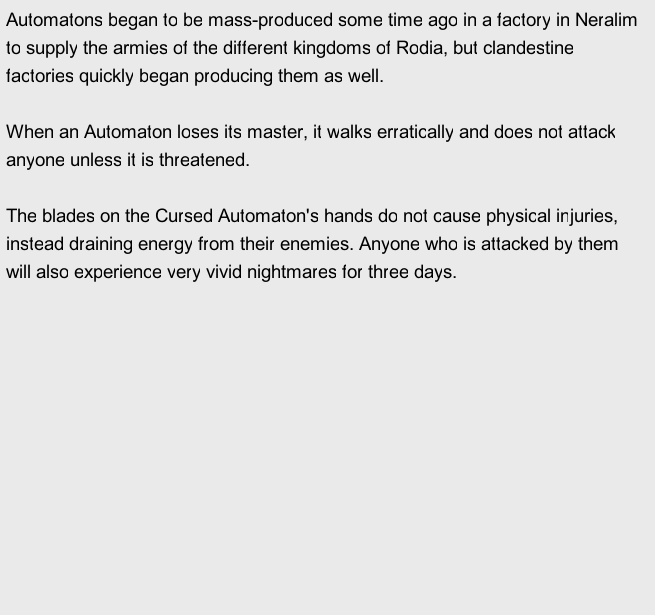 Automatons began to be mass-produced some time ago in a factory in Neralim
to supply the armies of the different kingdoms of Rodia, but clandestine
factories quickly began producing them as well.
When an Automaton loses its master, it walks erratically and does not attack
anyone unless it is threatened.
The blades on the Cursed Automaton's hands do not cause physical injuries,
instead draining energy from their enemies. Anyone who is attacked by them
will also experience very vivid nightmares for three days.